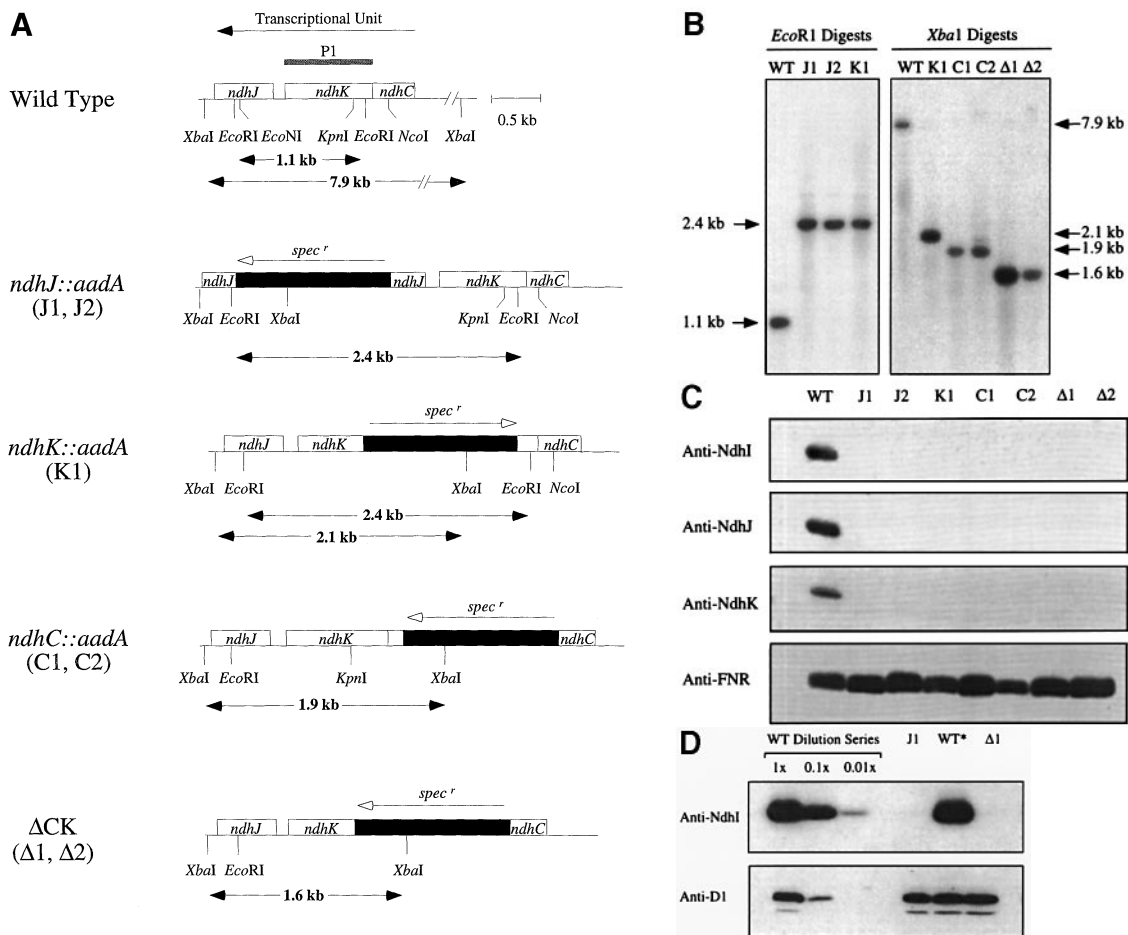 A
Transcriptional Unit
P1
Wild Type
ndhJ ndhK ndhC
XbaI EcoRI EcoNI KpnI EcoRI NcoI XbaI
0.5 kb
1.1 kb
7.9 kb
spec r
ndhJ::aadA
(J1, J2)
ndhJ ndhJ ndhK ndhC
XbaI EcoRI XbaI KpnI EcoRI NcoI
2.4 kb
spec r
ndhK::aadA
(K1)
ndhJ ndhK ndhC
XbaI EcoRI XbaI EcoRI NcoI
2.4 kb
2.1 kb
spec r
ndhC::aadA
(C1, C2)
ndhJ ndhK ndhC
XbaI EcoRI KpnI XbaI
1.9 kb
spec r
ΔCK
(Δ1, Δ2)
ndhJ ndhK ndhC
XbaI EcoRI XbaI
1.6 kb
B
EcoR1 Digests Xba1 Digests
WT J1 J2 K1 WT K1 C1 C2 Δ1 Δ2
7.9 kb
2.4 kb
2.1 kb
1.9 kb
1.6 kb
1.1 kb
C
WT J1 J2 K1 C1 C2 Δ1 Δ2
Anti-NdhI
Anti-NdhJ
Anti-NdhK
Anti-FNR
D
WT Dilution Series J1 WT* Δ1
1x 0.1x 0.01x
Anti-NdhI
Anti-D1